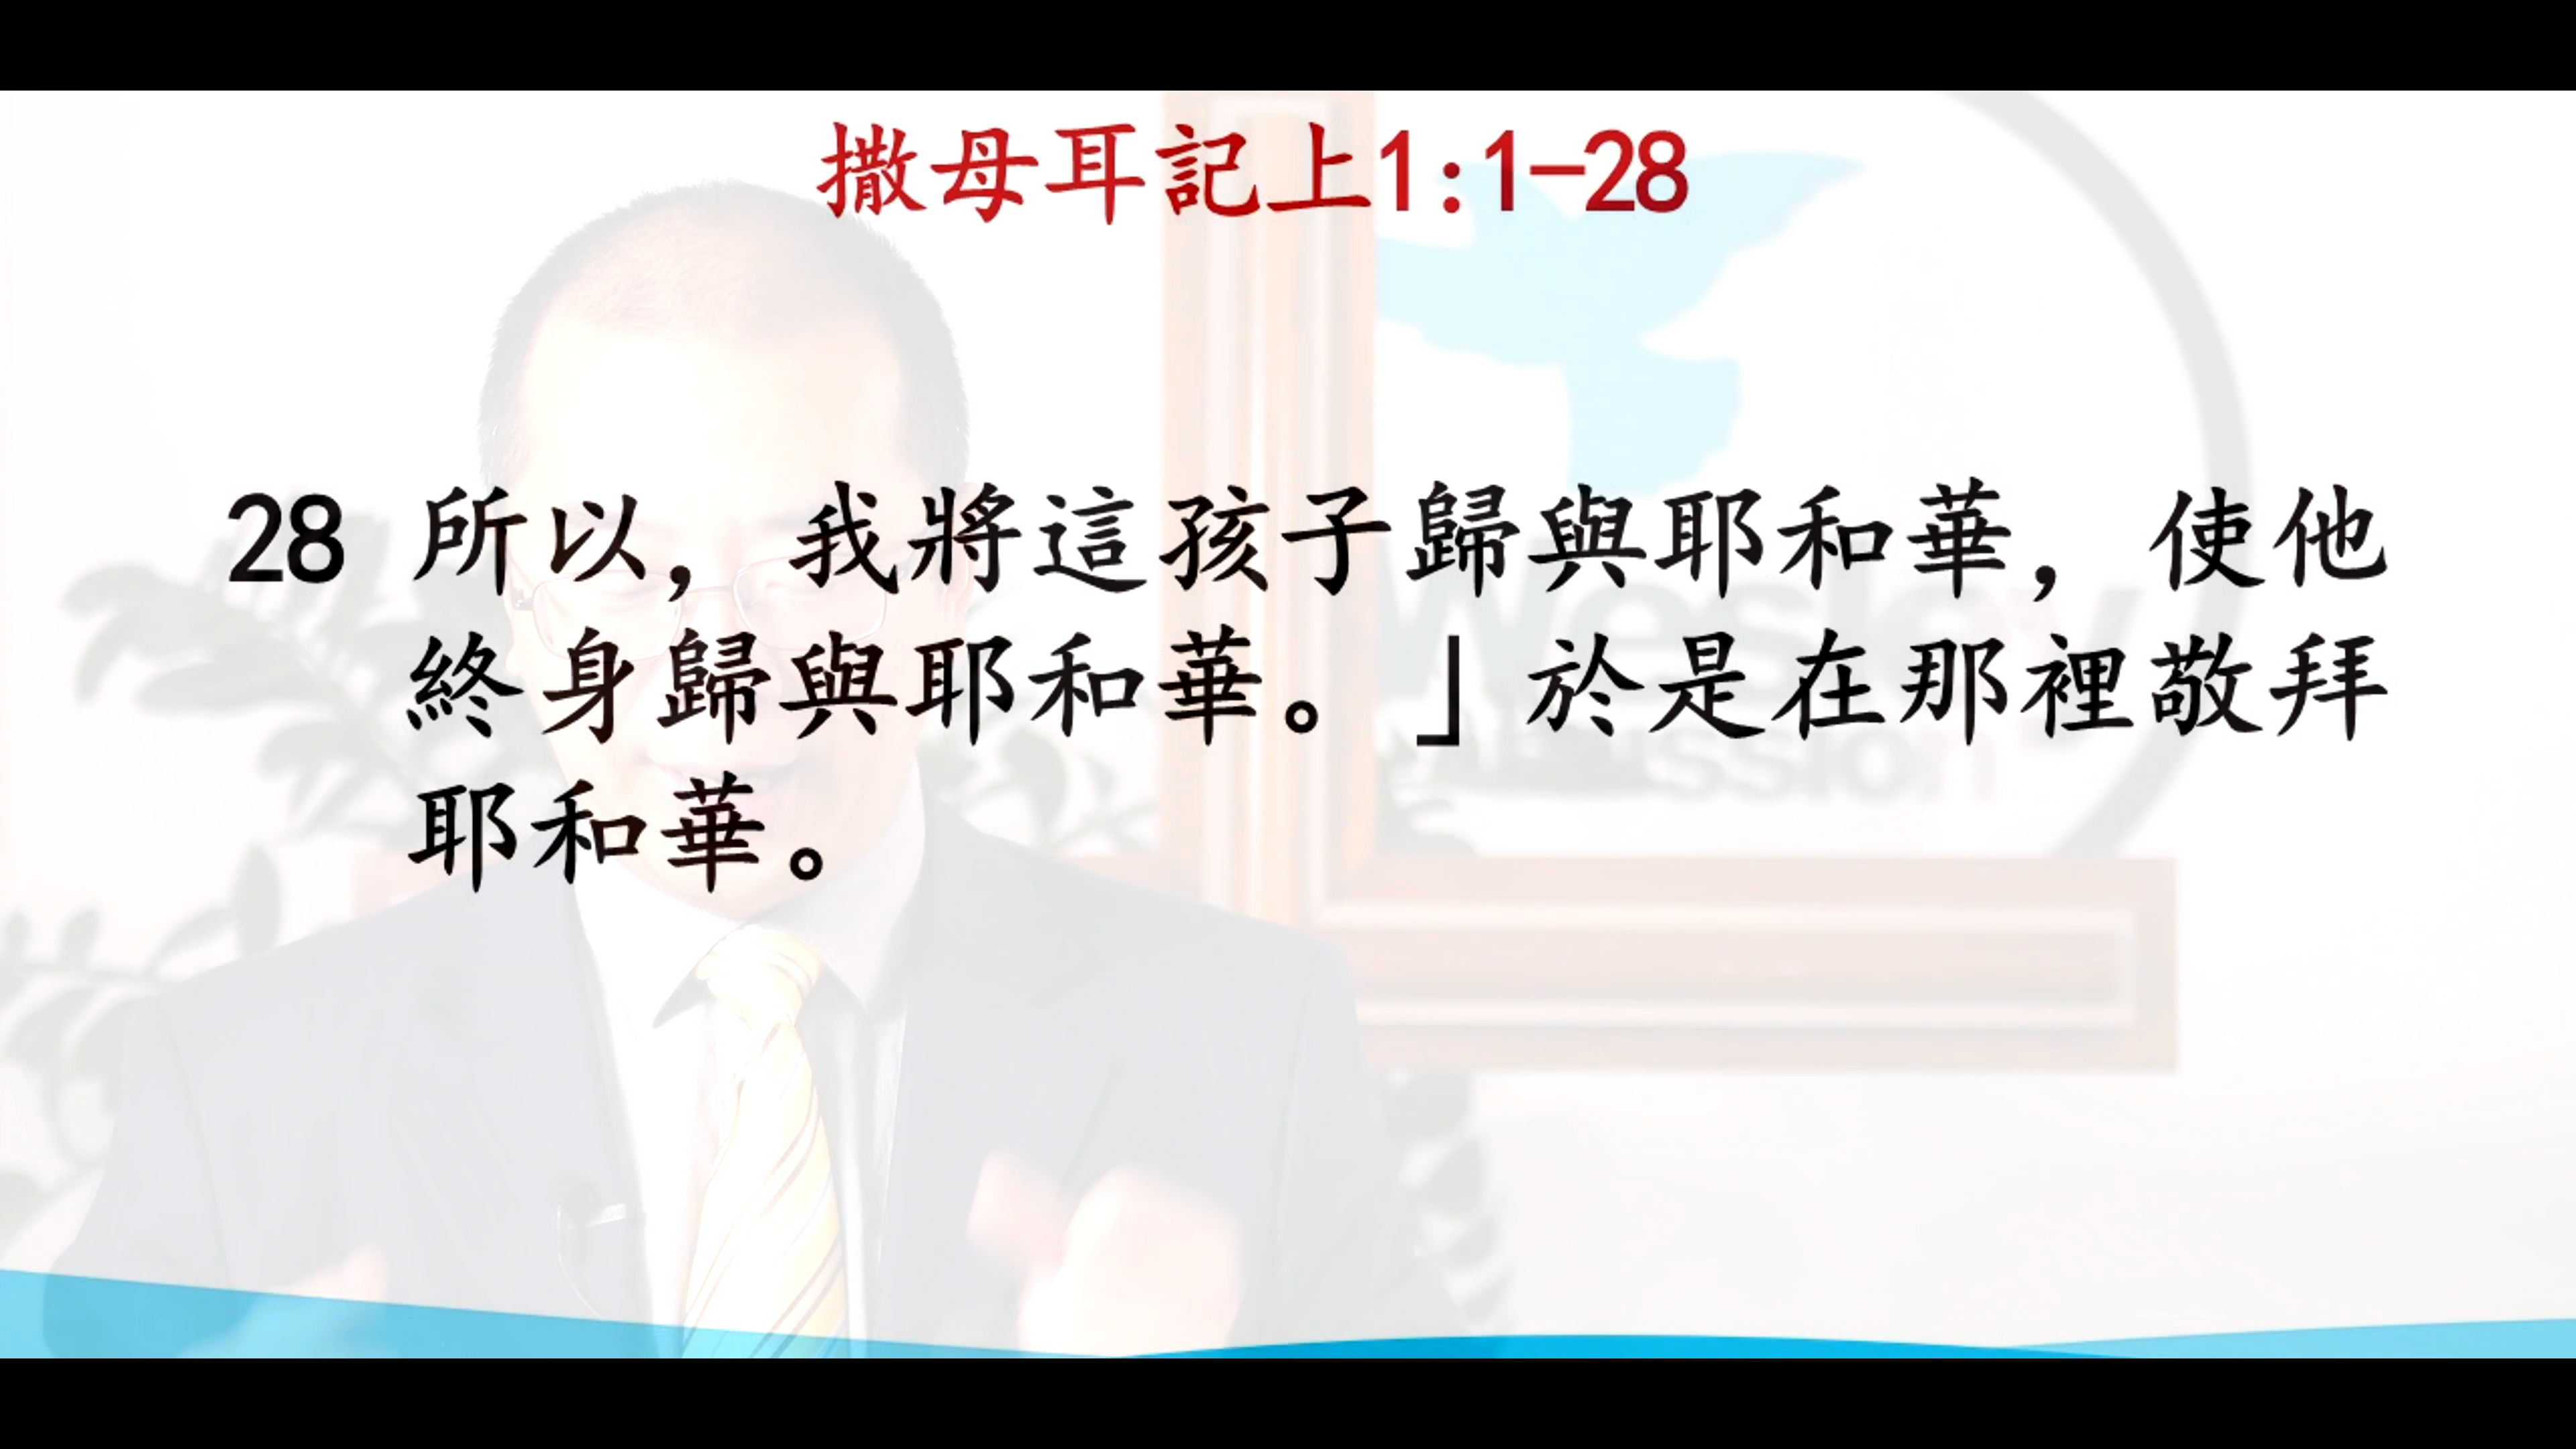 撒母耳記上1:1-28
28 所以，我將這孩子歸與耶和華，使他
終身歸與耶和華。」於是在那裡敬拜
耶和華。
Wesley
Mission